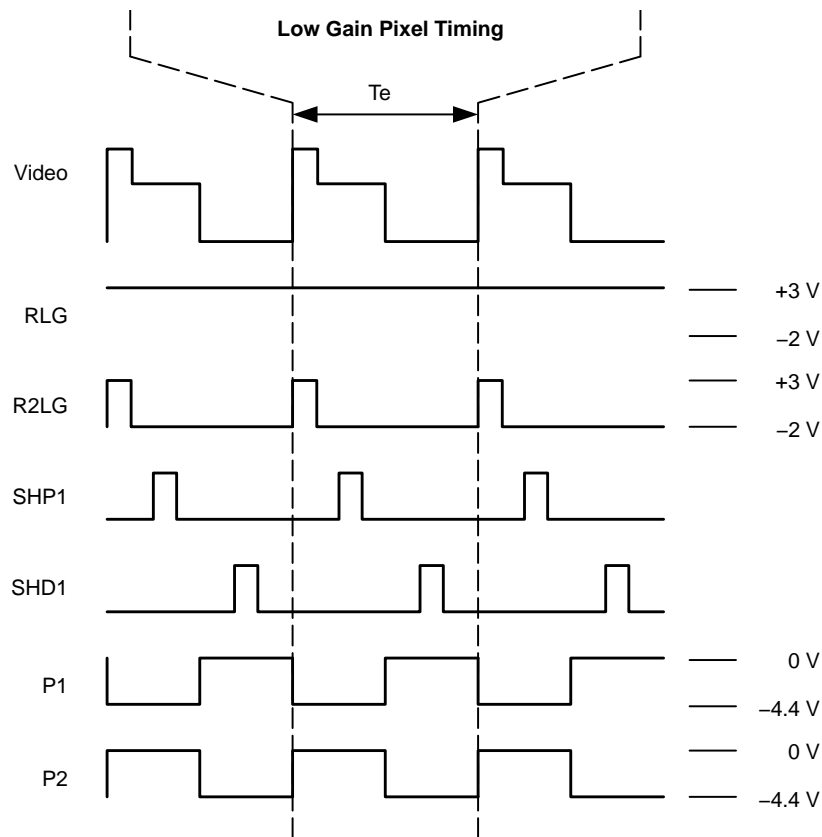 Low Gain Pixel Timing
Te
Video
RLG
+3 V
−2 V
R2LG
+3 V
−2 V
SHP1
SHD1
P1
0 V
−4.4 V
P2
0 V
−4.4 V